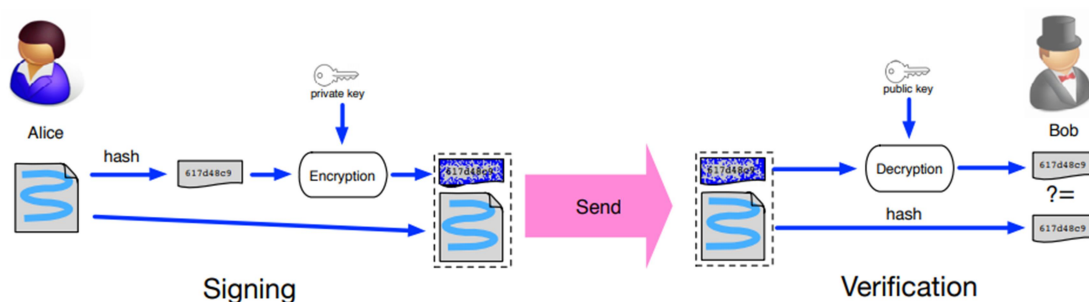 private key
public key
Alice
Bob
hash
617d48c9
Encryption
617d48c9
Send
617d48c9
Decryption
617d48c9
?=
hash
617d48c9
Signing
Verification